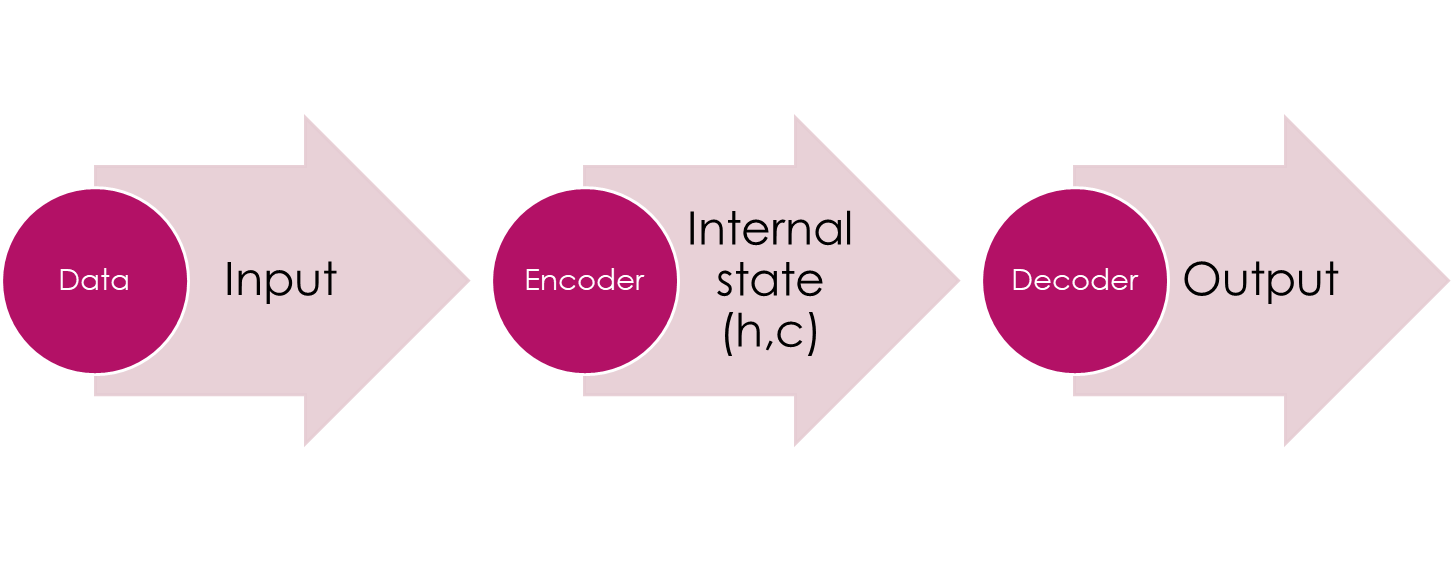 Data
Input
Encoder
Internal
state
(h,c)
Decoder
Output